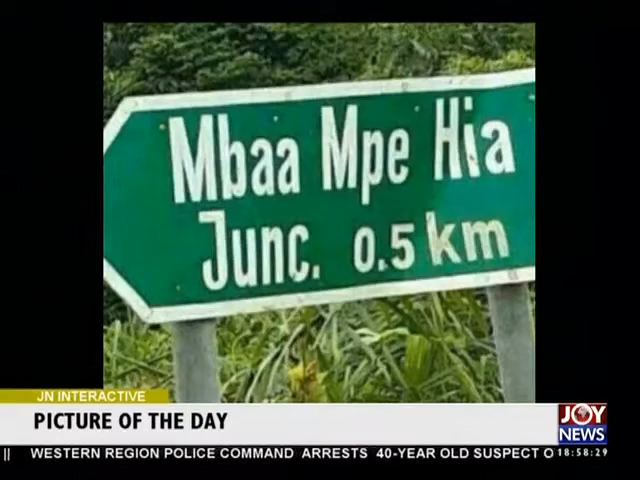 Mbaa Mpe Hia
Junc. 0.5 km
JN INTERACTIVE
PICTURE OF THE DAY
JOY
NEWS
|| WESTERN REGION POLICE COMMAND ARRESTS 40-YEAR OLD SUSPECT O
18:58:29